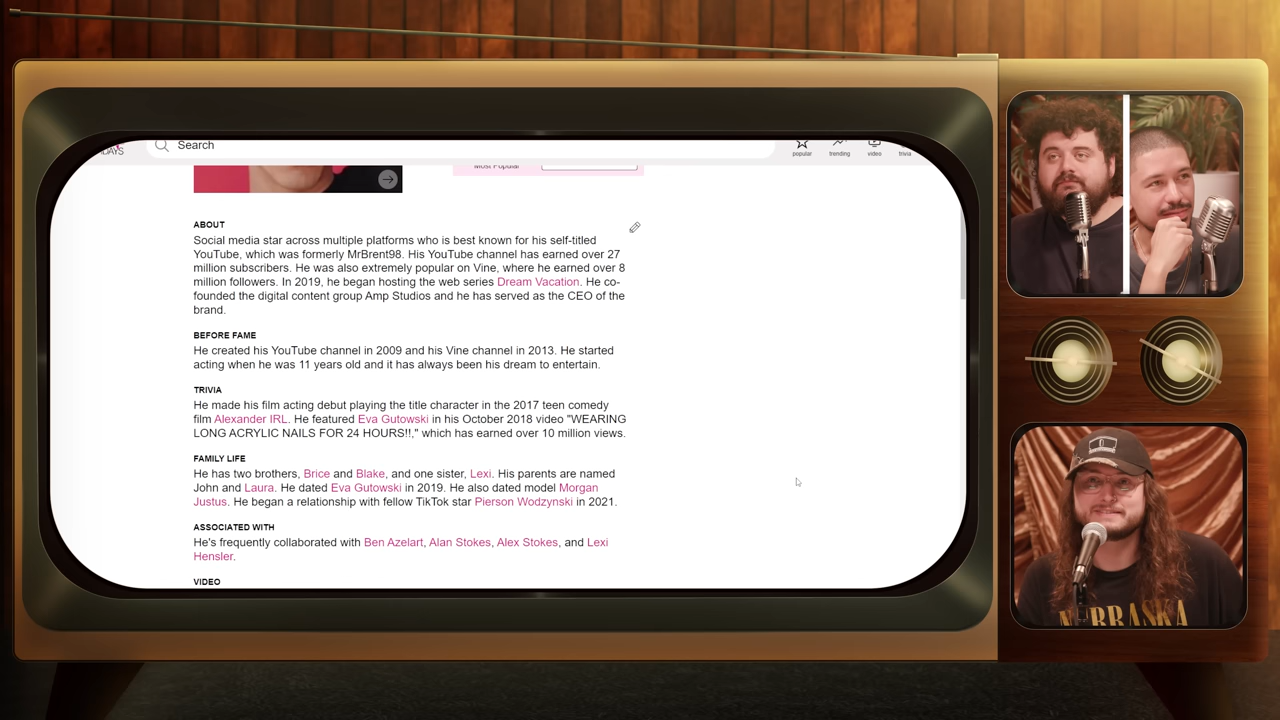 DAYS
Search
popular
trending
video
trivia
Most Popular
ABOUT
Social media star across multiple platforms who is best known for his self-titled
YouTube, which was formerly MrBrent98. His YouTube channel has earned over 27
million subscribers. He was also extremely popular on Vine, where he earned over 8
million followers. In 2019, he began hosting the web series Dream Vacation. He co-
founded the digital content group Amp Studios and he has served as the CEO of the
brand.
BEFORE FAME
He created his YouTube channel in 2009 and his Vine channel in 2013. He started
acting when he was 11 years old and it has always been his dream to entertain.
TRIVIA
He made his film acting debut playing the title character in the 2017 teen comedy
film Alexander IRL. He featured Eva Gutowski in his October 2018 video "WEARING
LONG ACRYLIC NAILS FOR 24 HOURS!!," which has earned over 10 million views.
FAMILY LIFE
He has two brothers, Brice and Blake, and one sister, Lexi. His parents are named
John and Laura. He dated Eva Gutowski in 2019. He also dated model Morgan
Justus. He began a relationship with fellow TikTok star Pierson Wodzynski in 2021.
ASSOCIATED WITH
He's frequently collaborated with Ben Azelart, Alan Stokes, Alex Stokes, and Lexi
Hensler.
VIDEO
NEBRASKA